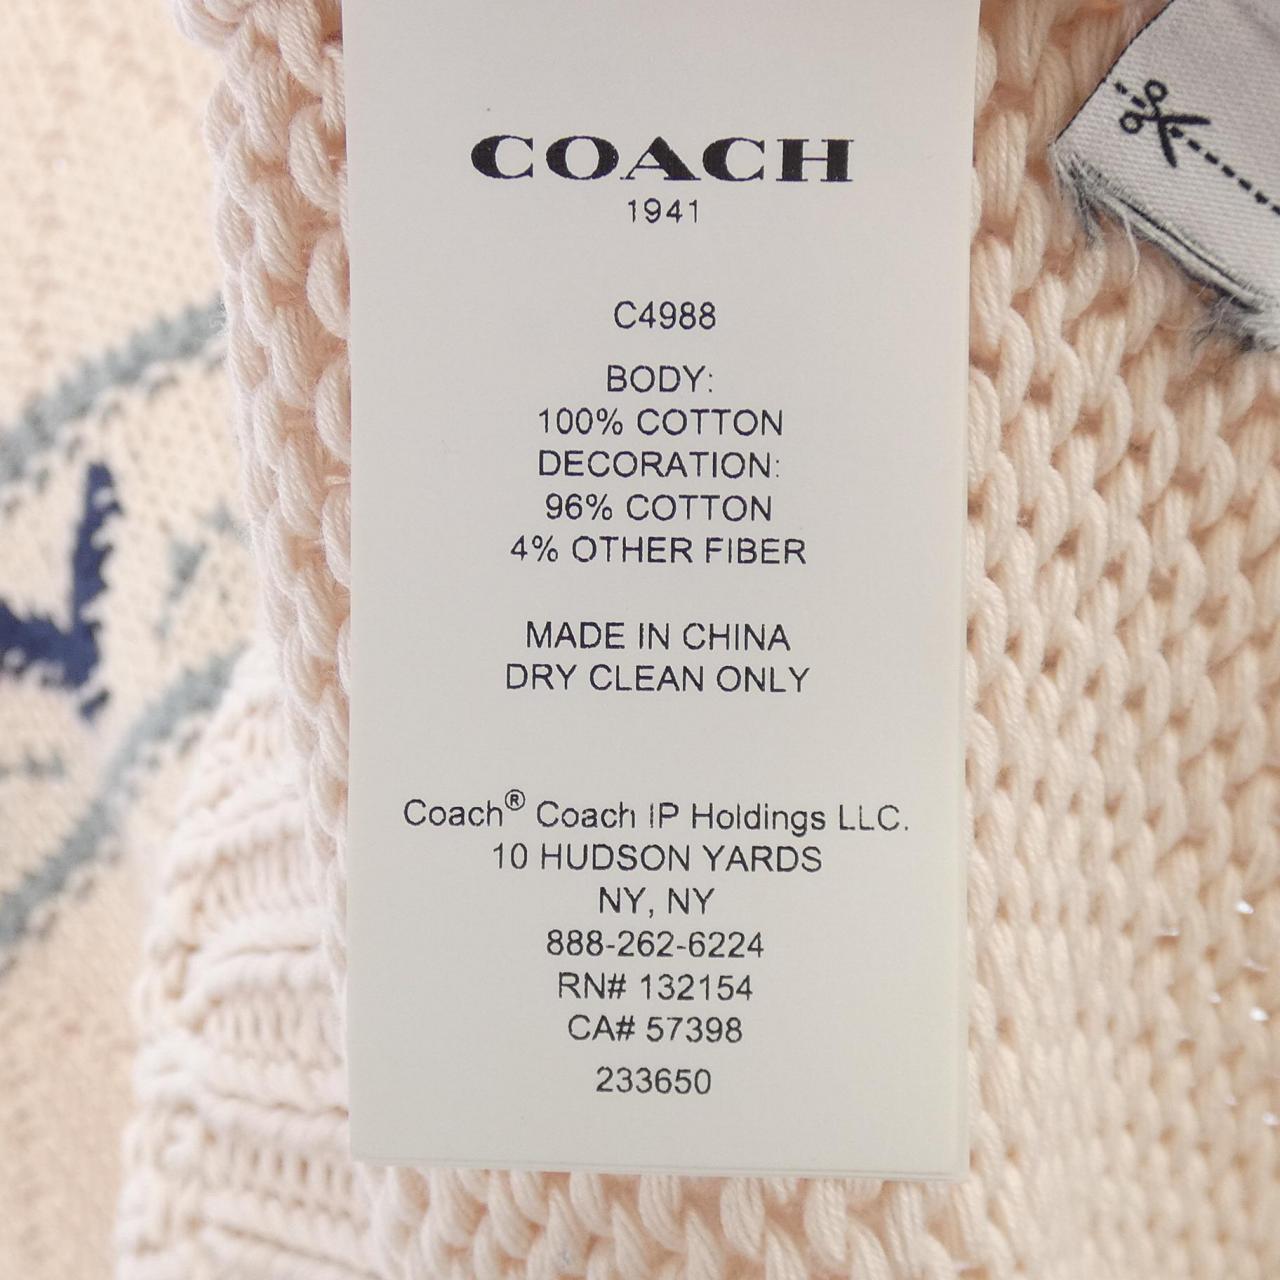 COACH
1941
C4988
BODY:
100% COTTON
DECORATION:
96% COTTON
4% OTHER FIBER
MADE IN CHINA
DRY CLEAN ONLY
Coach® Coach IP Holdings LLC.
10 HUDSON YARDS
NY, NY
888-262-6224
RN# 132154
CA# 57398
233650